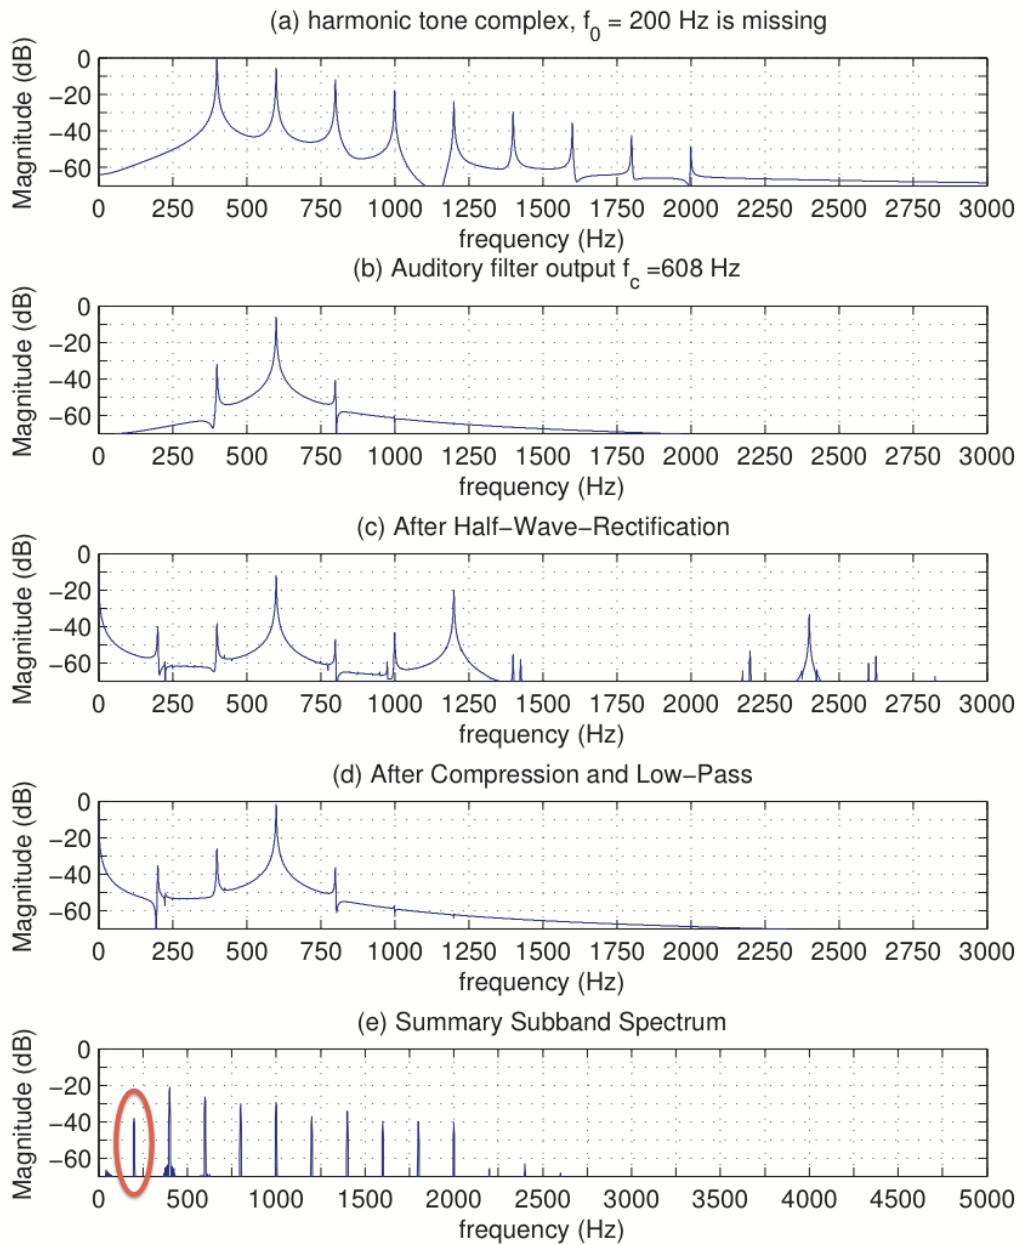 (a) harmonic tone complex, f0 = 200 Hz is missing
Magnitude (dB)
0
−20
−40
−60
0 250 500 750 1000 1250 1500 1750 2000 2250 2500 2750 3000
frequency (Hz)
(b) Auditory filter output fc =608 Hz
Magnitude (dB)
0
−20
−40
−60
0 250 500 750 1000 1250 1500 1750 2000 2250 2500 2750 3000
frequency (Hz)
(c) After Half−Wave−Rectification
Magnitude (dB)
0
−20
−40
−60
0 250 500 750 1000 1250 1500 1750 2000 2250 2500 2750 3000
frequency (Hz)
(d) After Compression and Low−Pass
Magnitude (dB)
0
−20
−40
−60
0 250 500 750 1000 1250 1500 1750 2000 2250 2500 2750 3000
frequency (Hz)
(e) Summary Subband Spectrum
Magnitude (dB)
0
−20
−40
−60
0 500 1000 1500 2000 2500 3000 3500 4000 4500 5000
frequency (Hz)